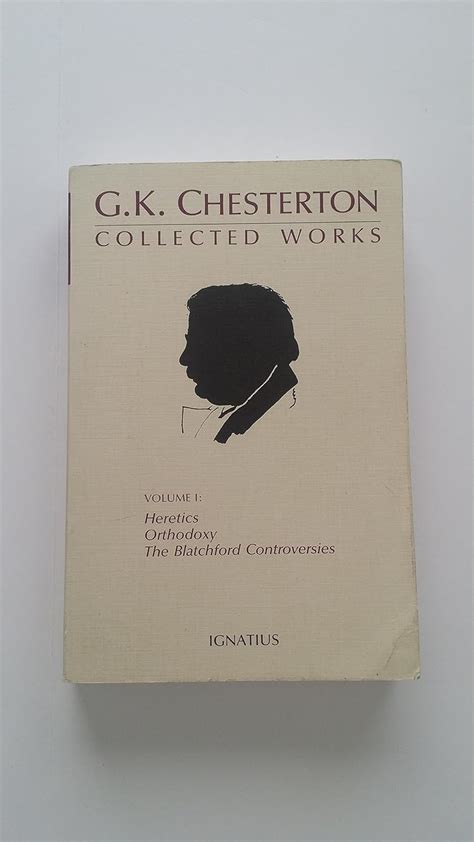 G.K. CHESTERTON
COLLECTED WORKS
VOLUME I:
Heretics
Orthodoxy
The Blatchford Controversies
IGNATIUS